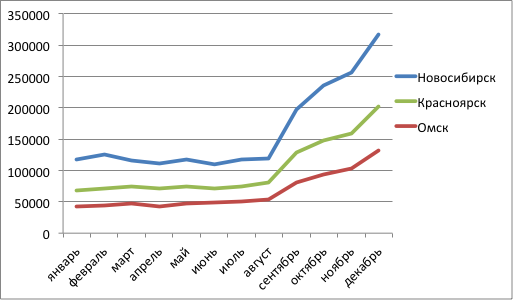 350000
300000
250000
200000
150000
100000
50000
0
Новосибирск
Красноярск
Омск
январь
февраль
март
апрель
май
июнь
июль
август
сентябрь
октябрь
ноябрь
декабрь